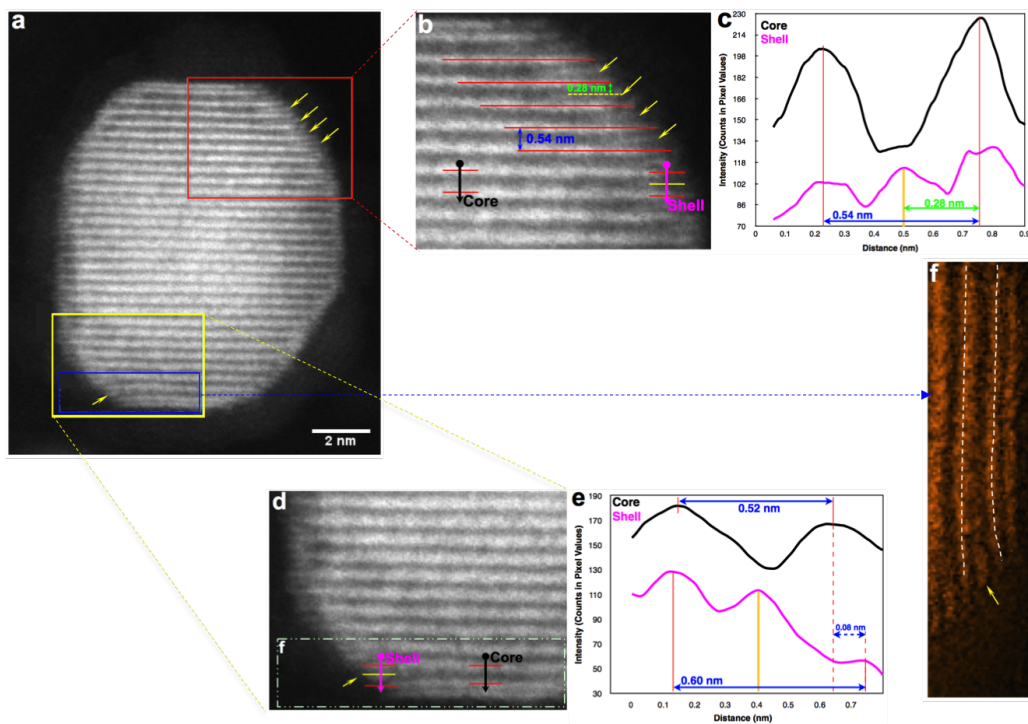 a
2 nm
b
0.28 nm
0.54 nm
Core
Shell
c
Core
Shell
Intensity (Counts in Pixel Values)
230
214
198
182
166
150
134
118
102
86
70
0.54 nm
0.28 nm
0 0.1 0.2 0.3 0.4 0.5 0.6 0.7 0.8 0.9
Distance (nm)
d
f
Shell
Core
e
Core
Shell
Intensity (Counts in Pixel Values)
190
170
150
130
110
90
70
50
30
0.52 nm
0.08 nm
0.60 nm
0 0.1 0.2 0.3 0.4 0.5 0.6 0.7
Distance (nm)
f